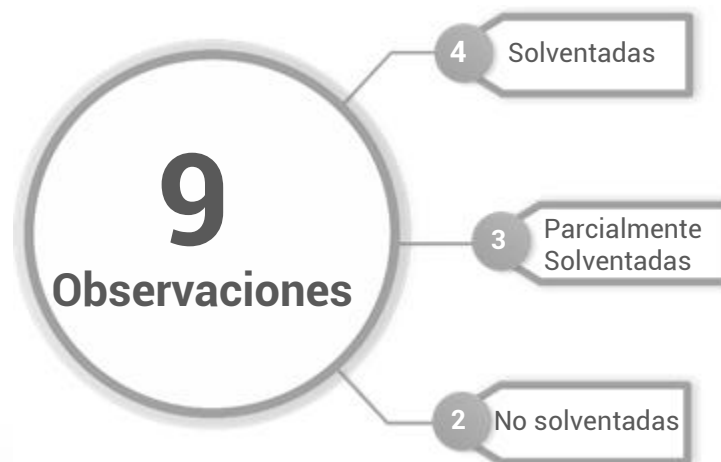 9
Observaciones
4 Solventadas
3 Parcialmente
Solventadas
2 No solventadas